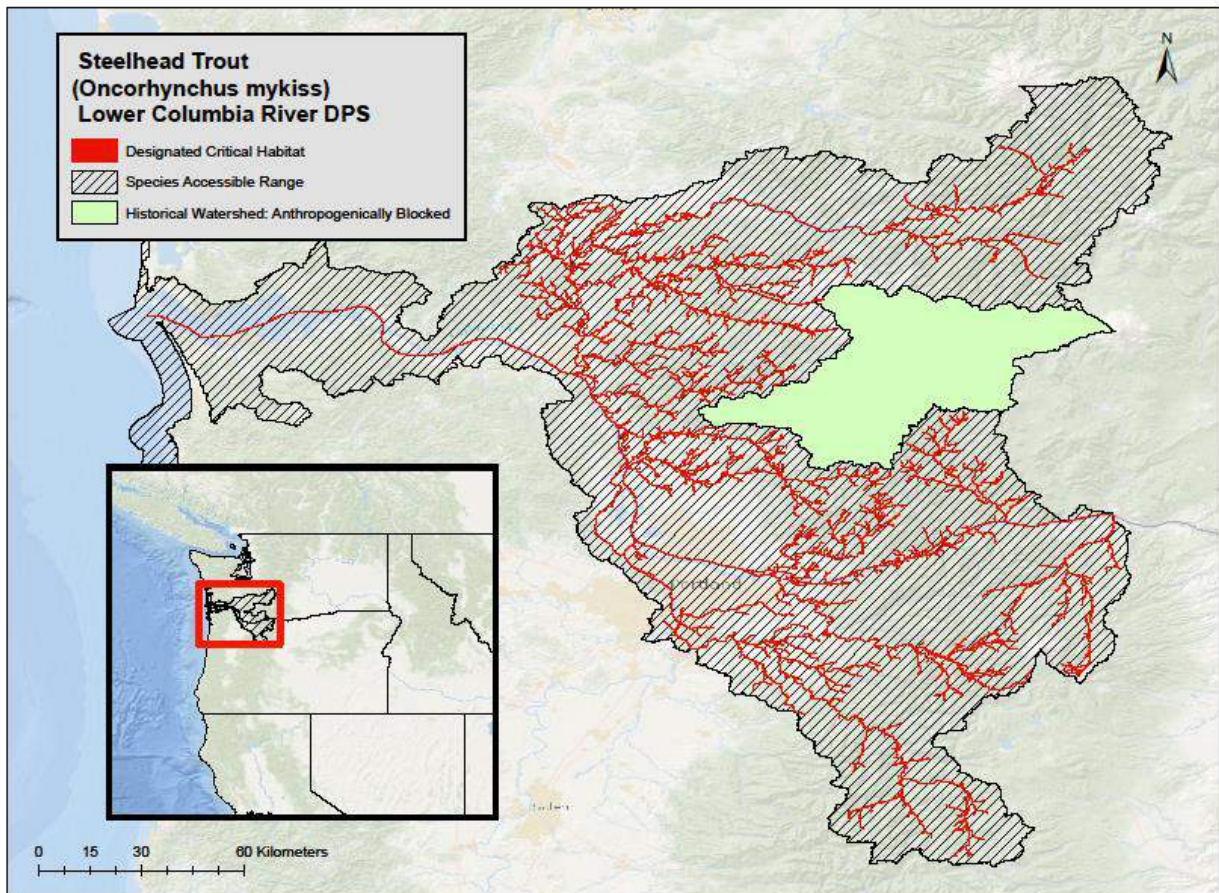 Steelhead Trout
(Oncorhynchus mykiss)
Lower Columbia River DPS
Designated Critical Habitat
Species Accessible Range
Historical Watershed: Anthropogenically Blocked
N
Portland
Salem
0 15 30 60 Kilometers